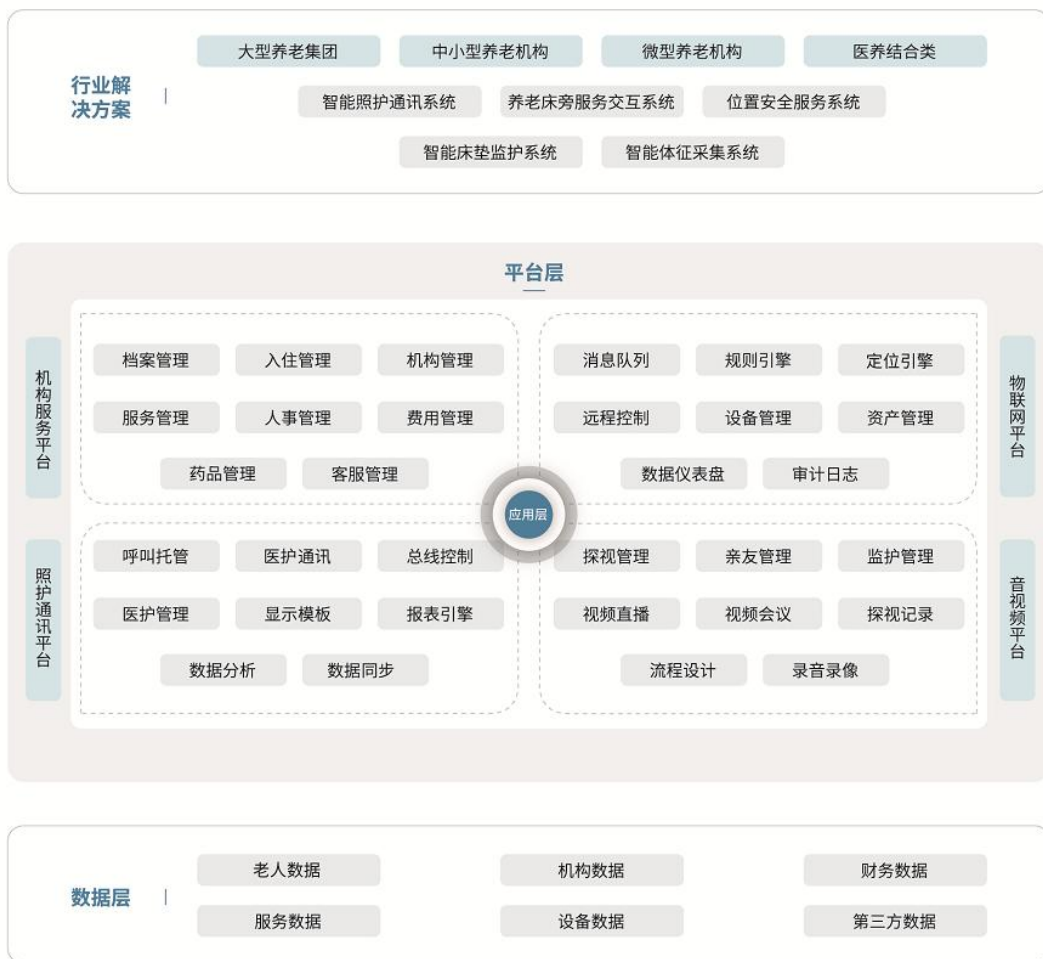 大型养老集团
中小型养老机构
微型养老机构
医养结合类
行业解
决方案
智能照护通讯系统
养老床旁服务交互系统
位置安全服务系统
智能床垫监护系统
智能体征采集系统
平台层
机构服务平台
档案管理
入住管理
机构管理
服务管理
人事管理
费用管理
药品管理
客服管理
消息队列
规则引擎
定位引擎
远程控制
设备管理
资产管理
数据仪表盘
审计日志
物联网平台
应用层
照护通讯平台
呼叫托管
医护通讯
总线控制
医护管理
显示模板
报表引擎
数据分析
数据同步
探视管理
亲友管理
监护管理
视频直播
视频会议
探视记录
流程设计
录音录像
音视频平台
数据层
老人数据
机构数据
财务数据
服务数据
设备数据
第三方数据